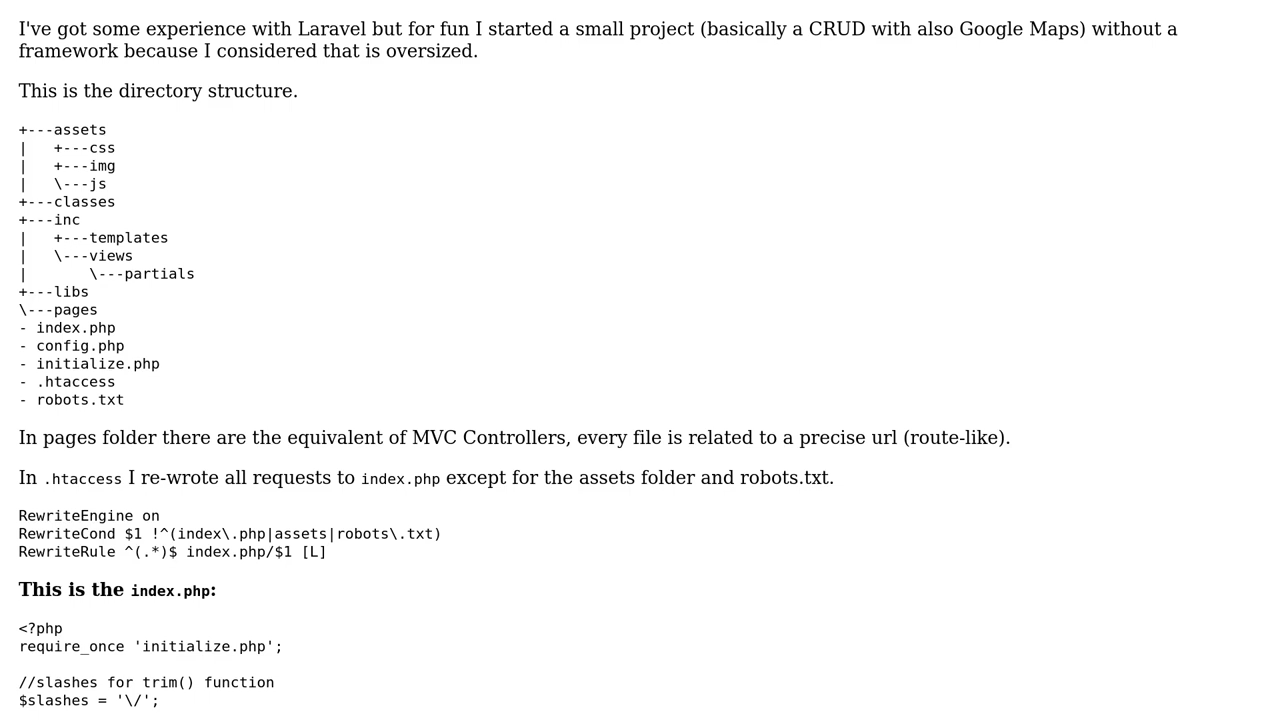 I've got some experience with Laravel but for fun I started a small project (basically a CRUD with also Google Maps) without a
framework because I considered that is oversized.
This is the directory structure.
+---assets
|   +---css
|   +---img
|   \---js
+---classes
+---inc
|   +---templates
|   \---views
|       \---partials
+---libs
\---pages
- index.php
- config.php
- initialize.php
- .htaccess
- robots.txt
In pages folder there are the equivalent of MVC Controllers, every file is related to a precise url (route-like).
In .htaccess I re-wrote all requests to index.php except for the assets folder and robots.txt.
RewriteEngine on
RewriteCond $1 !^(index\.php|assets|robots\.txt)
RewriteRule ^(.*)$ index.php/$1 [L]
This is the index.php:
<?php
require_once 'initialize.php';
//slashes for trim() function
$slashes = '\/';